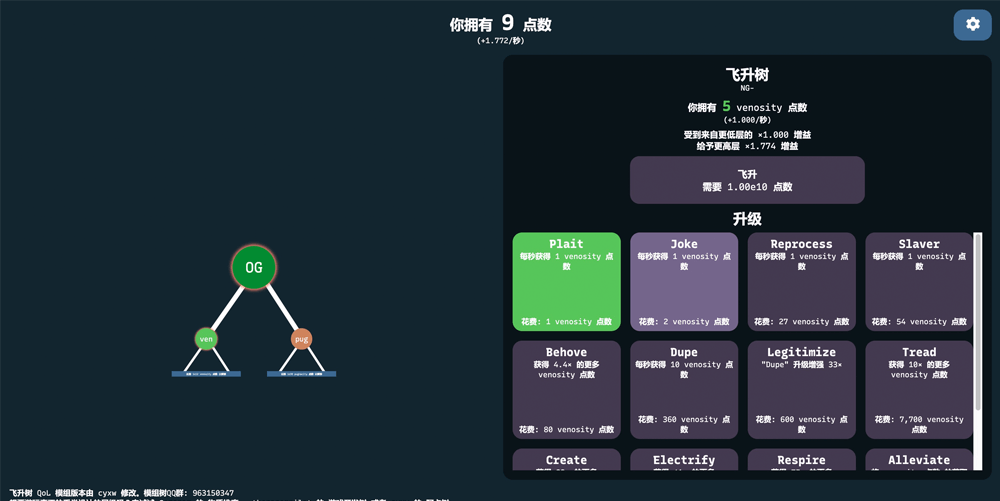 你拥有 9 点数
(+1.772/秒)
飞升树
NG-
你拥有 5 venosity 点数
(+1.000/秒)
受到来自更低层的 ×1.000 增益
给予更高层 ×1.774 增益
飞升
需要 1.00e10 点数
升级
Plait
每秒获得 1 venosity 点数
花费: 1 venosity 点数
Joke
每秒获得 1 venosity 点数
花费: 2 venosity 点数
Reprocess
每秒获得 1 venosity 点数
花费: 27 venosity 点数
Slaver
每秒获得 1 venosity 点数
花费: 54 venosity 点数
Behove
获得 4.4× 的更多 venosity 点数
花费: 80 venosity 点数
Dupe
每秒获得 10 venosity 点数
花费: 360 venosity 点数
Legitimize
"Dupe" 升级增强 33×
花费: 600 venosity 点数
Tread
获得 10× 的更多 venosity 点数
花费: 7,700 venosity 点数
Create
Electrify
Respire
Alleviate
OG
ven
pug
飞升树 QoL 模组版本由 cyxw 修改，模组树QQ群: 963150347